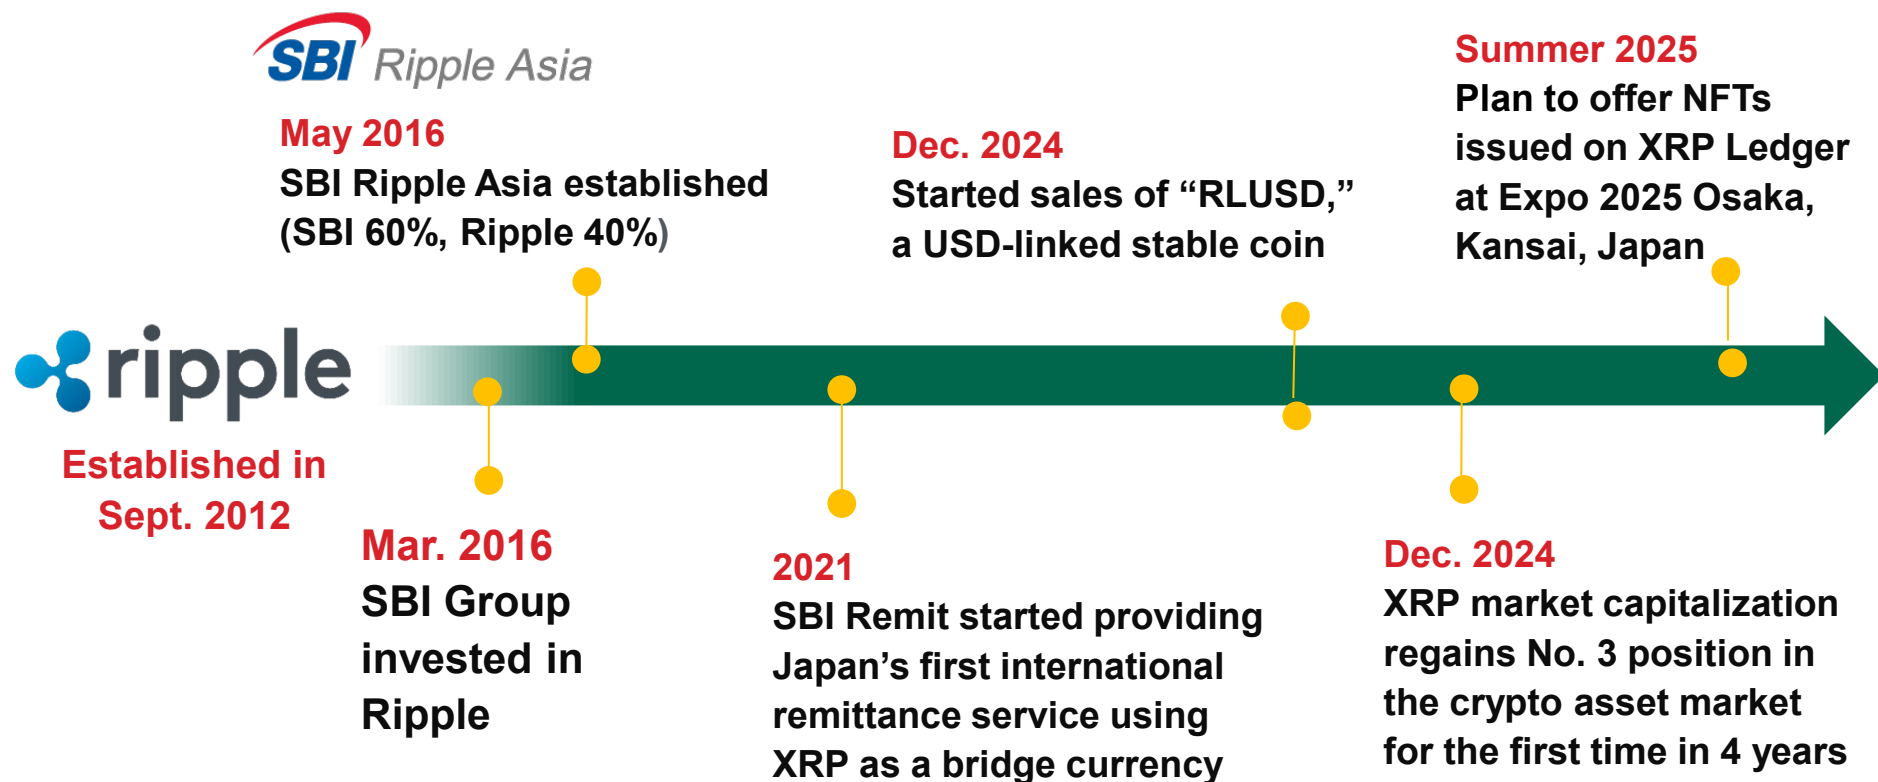 SBI Ripple Asia
May 2016
SBI Ripple Asia established
(SBI 60%, Ripple 40%)
Dec. 2024
Started sales of “RLUSD,”
a USD-linked stable coin
Summer 2025
Plan to offer NFTs
issued on XRP Ledger
at Expo 2025 Osaka,
Kansai, Japan
ripple
Established in
Sept. 2012
Mar. 2016
SBI Group
invested in
Ripple
2021
SBI Remit started providing
Japan’s first international
remittance service using
XRP as a bridge currency
Dec. 2024
XRP market capitalization
regains No. 3 position in
the crypto asset market
for the first time in 4 years